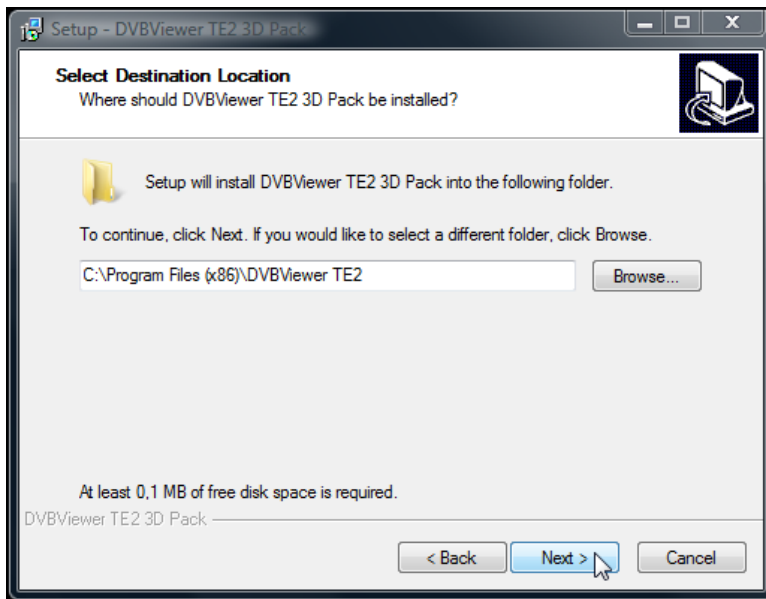 Setup - DVBViewer TE2 3D Pack
Select Destination Location
Where should DVBViewer TE2 3D Pack be installed?
Setup will install DVBViewer TE2 3D Pack into the following folder.
To continue, click Next. If you would like to select a different folder, click Browse.
C:\Program Files (x86)\DVBViewer TE2
Browse...
At least 0,1 MB of free disk space is required.
DVBViewer TE2 3D Pack
< Back
Next >
Cancel